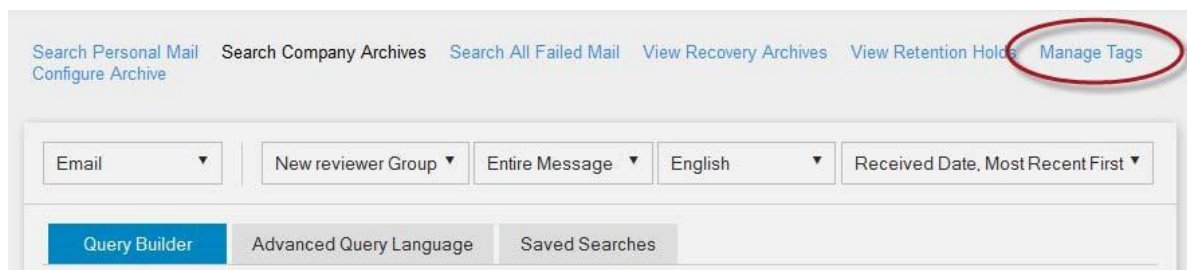 Search Personal Mail Search Company Archives Search All Failed Mail View Recovery Archives View Retention Holds Manage Tags
Configure Archive
Email New reviewer Group Entire Message English Received Date, Most Recent First
Query Builder Advanced Query Language Saved Searches